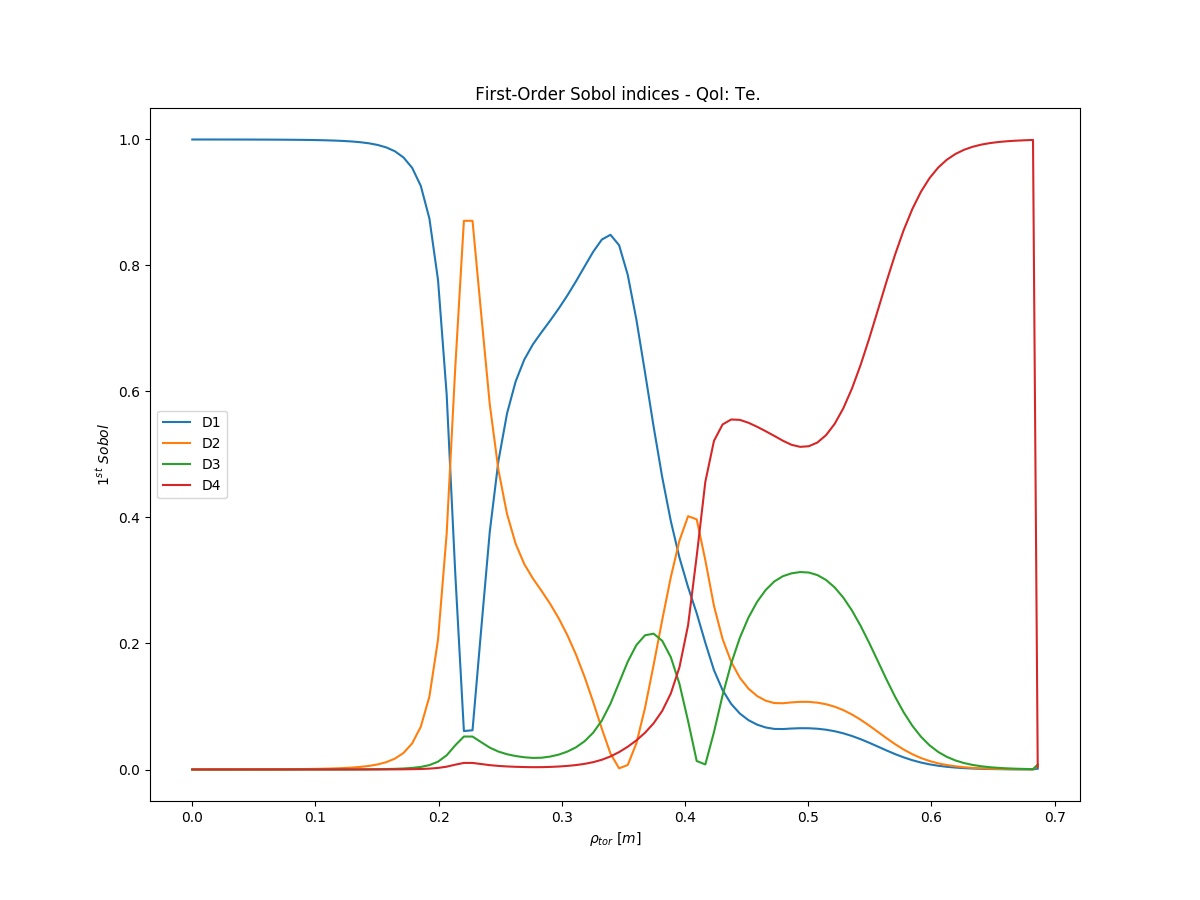 First-Order Sobol indices - QoI: Te.
1.0
0.8
0.6
0.4
0.2
0.0
1ˢᵗ Sobol
D1
D2
D3
D4
0.0 0.1 0.2 0.3 0.4 0.5 0.6 0.7
ρ_tor [m]